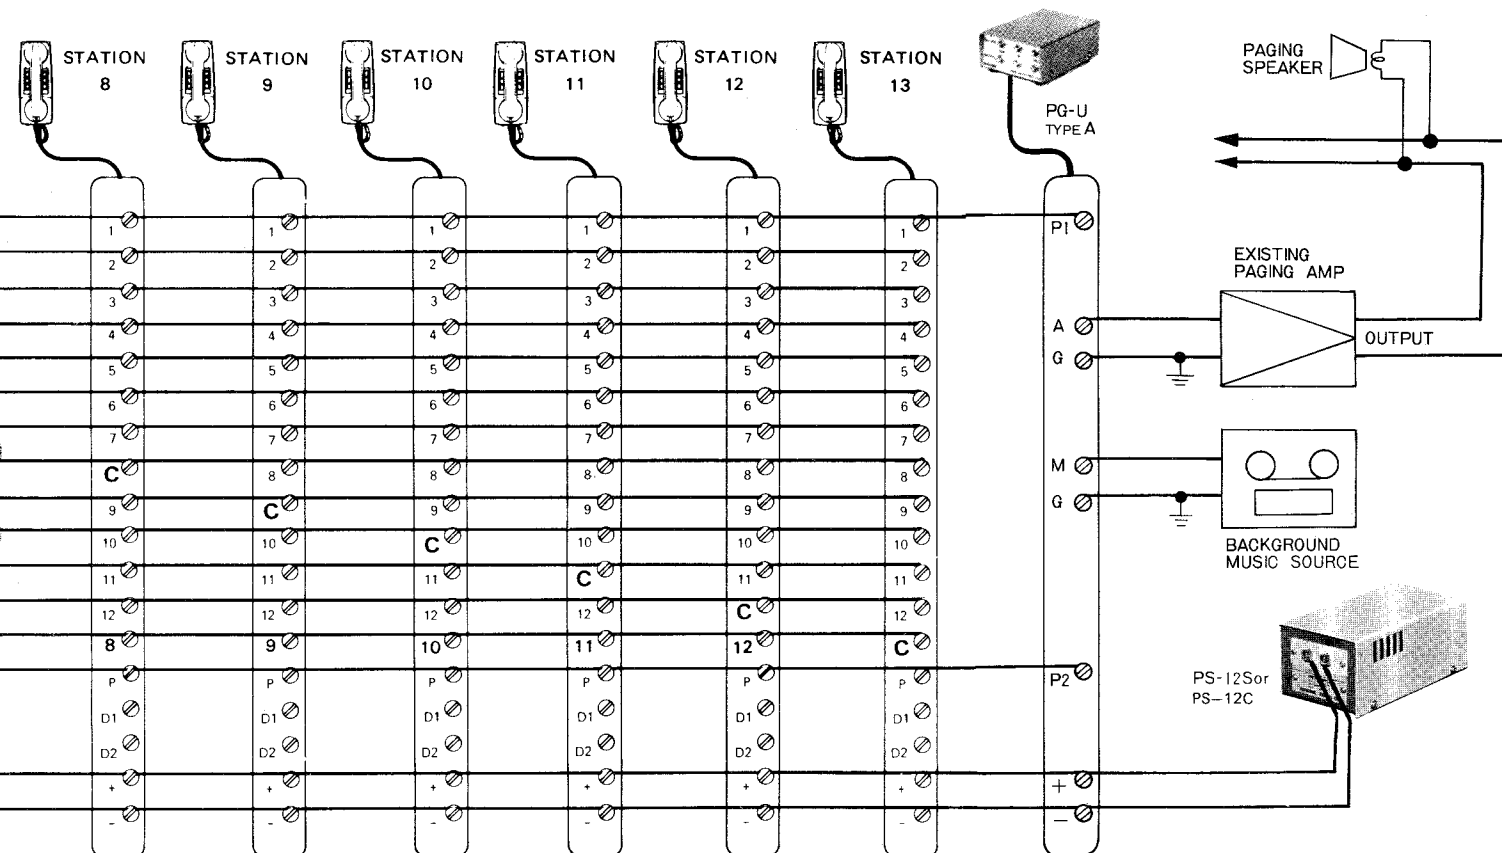 STATION
8
STATION
9
STATION
10
STATION
11
STATION
12
STATION
13
PG-U
TYPE A
PAGING
SPEAKER
1 1 1 1 1 1 P1
2 2 2 2 2 2
EXISTING
PAGING AMP
3 3 3 3 3 3
4 4 4 4 4 4 A
OUTPUT
5 5 5 5 5 5 G
6 6 6 6 6 6
7 7 7 7 7 7
C 8 8 8 8 8 M
9 C 9 9 9 9 G
10 10 C 10 10 10
BACKGROUND
MUSIC SOURCE
11 11 11 C 11 11
12 12 12 12 C 12
8 9 10 11 12 C
P P P P P P P2
PS-12Sor
PS-12C
D1 D1 D1 D1 D1 D1
D2 D2 D2 D2 D2 D2
+ + + + + + +
- - - - - - -